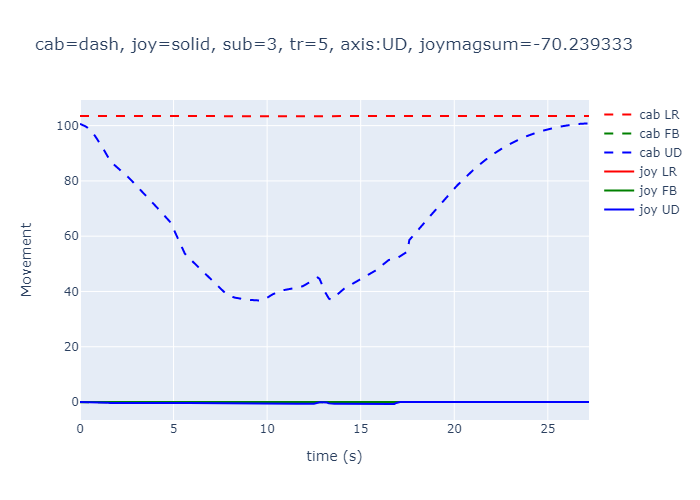 cab=dash, joy=solid, sub=3, tr=5, axis:UD, joymagsum=-70.239333
cab LR
cab FB
cab UD
joy LR
joy FB
joy UD
Movement
100
80
60
40
20
0
0 5 10 15 20 25
time (s)